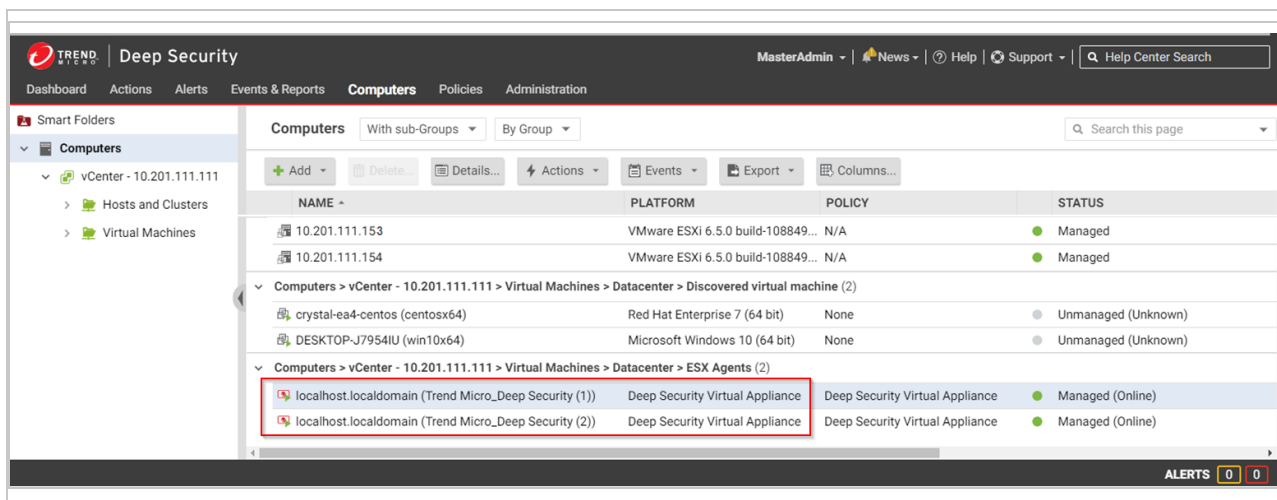 TREND MICRO | Deep Security
MasterAdmin | News | Help | Support | Help Center Search
Dashboard Actions Alerts Events & Reports Computers Policies Administration
Smart Folders
Computers
vCenter - 10.201.111.111
Hosts and Clusters
Virtual Machines
Computers With sub-Groups By Group Search this page
Add Delete... Details... Actions Events Export Columns...
NAME PLATFORM POLICY STATUS
10.201.111.153 VMware ESXi 6.5.0 build-108849... N/A Managed
10.201.111.154 VMware ESXi 6.5.0 build-108849... N/A Managed
Computers > vCenter - 10.201.111.111 > Virtual Machines > Datacenter > Discovered virtual machine (2)
crystal-ea4-centos (centosx64) Red Hat Enterprise 7 (64 bit) None Unmanaged (Unknown)
DESKTOP-J7954IU (win10x64) Microsoft Windows 10 (64 bit) None Unmanaged (Unknown)
Computers > vCenter - 10.201.111.111 > Virtual Machines > Datacenter > ESX Agents (2)
localhost.localdomain (Trend Micro_Deep Security (1)) Deep Security Virtual Appliance Deep Security Virtual Appliance Managed (Online)
localhost.localdomain (Trend Micro_Deep Security (2)) Deep Security Virtual Appliance Deep Security Virtual Appliance Managed (Online)
ALERTS 0 0